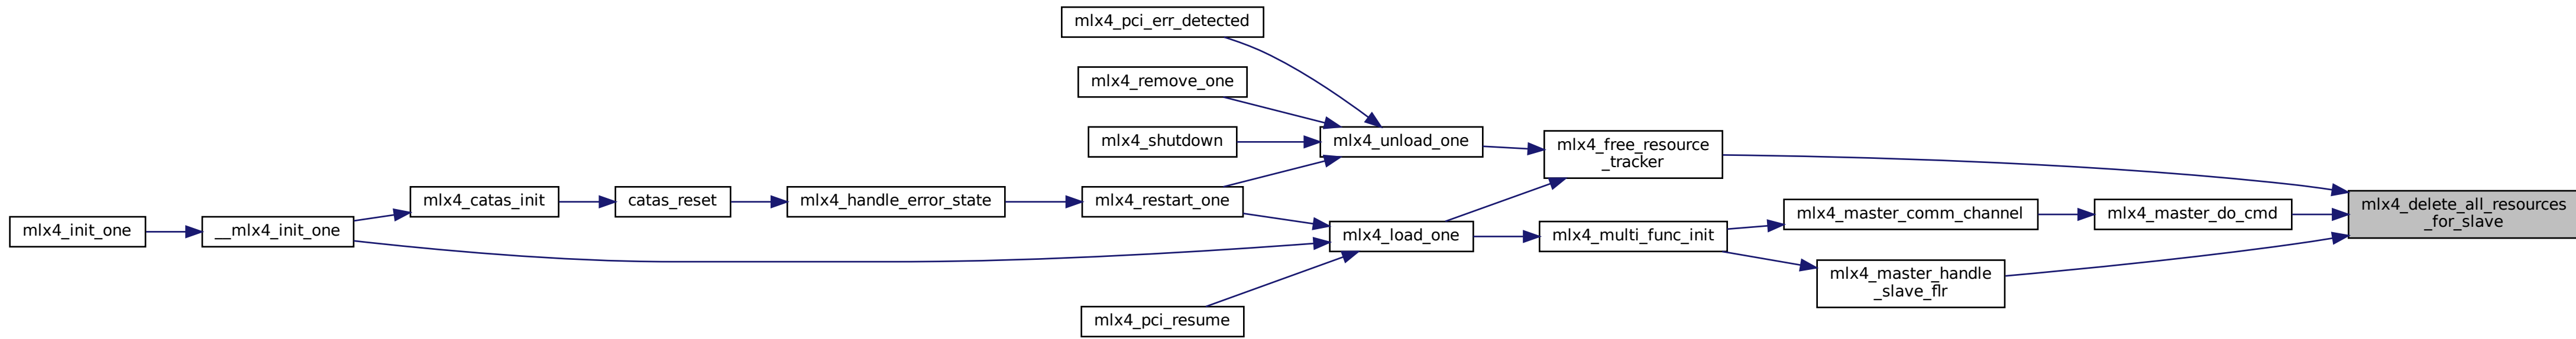 mlx4_pci_err_detected
mlx4_remove_one
mlx4_shutdown
mlx4_unload_one
mlx4_free_resource
_tracker
mlx4_catas_init
catas_reset
mlx4_handle_error_state
mlx4_restart_one
mlx4_delete_all_resources
_for_slave
mlx4_master_comm_channel
mlx4_master_do_cmd
mlx4_init_one
__mlx4_init_one
mlx4_load_one
mlx4_multi_func_init
mlx4_master_handle
_slave_flr
mlx4_pci_resume